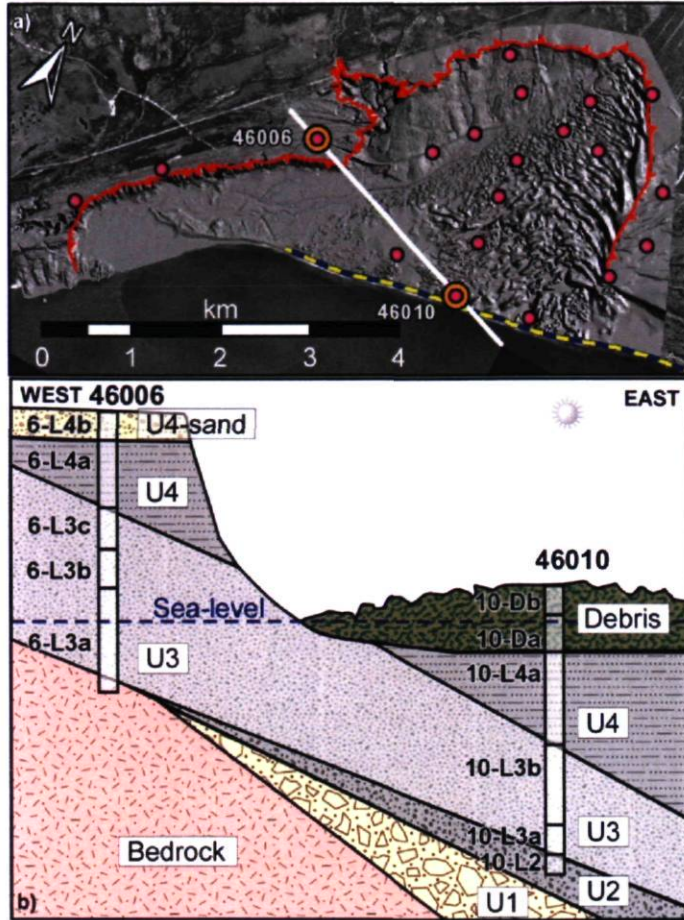 a)
N
46006
46010
km
0 1 2 3 4
WEST 46006 EAST
6-L4b U4-sand
6-L4a
U4
6-L3c
46010
6-L3b
10-Db
Sea-level
Debris
10-Da
6-L3a
U3
10-L4a
U4
10-L3b
10-L3a
U3
Bedrock
10-L2
U2
U1
b)